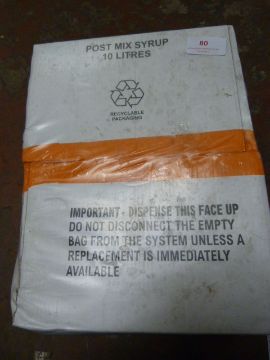 POST MIX SYRUP
10 LITRES
80
RECYCLABLE
PACKAGING
IMPORTANT - DISPENSE THIS FACE UP
DO NOT DISCONNECT THE EMPTY
BAG FROM THE SYSTEM UNLESS A
REPLACEMENT IS IMMEDIATELY
AVAILABLE